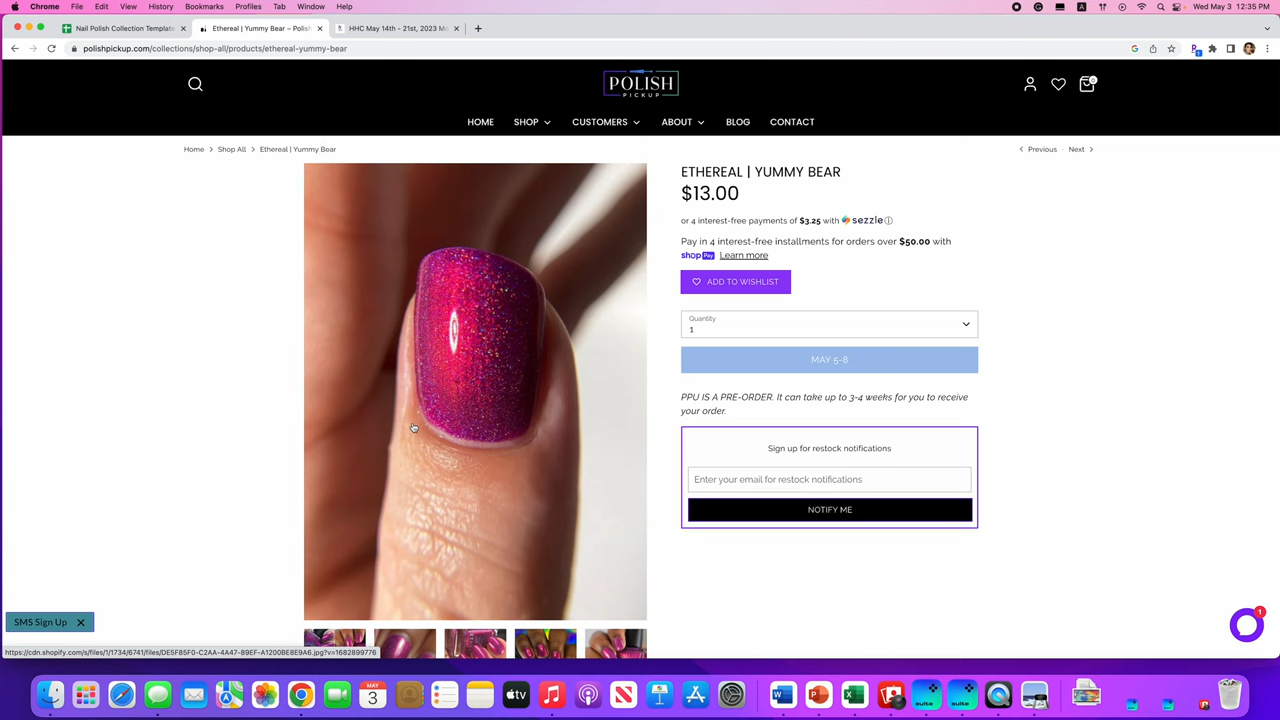 Chrome File Edit View History Bookmarks Profiles Tab Window Help Wed May 3 12:35 PM
Nail Polish Collection Template Ethereal | Yummy Bear – Polis HHC May 14th - 21st, 2023 M
polishpickup.com/collections/shop-all/products/ethereal-yummy-bear
POLISH
PICKUP
0
HOME SHOP CUSTOMERS ABOUT BLOG CONTACT
Home Shop All Ethereal | Yummy Bear Previous · Next
ETHEREAL | YUMMY BEAR
$13.00
or 4 interest-free payments of $3.25 with sezzle
Pay in 4 interest-free installments for orders over $50.00 with
shop Pay Learn more
ADD TO WISHLIST
Quantity
1
MAY 5-8
PPU IS A PRE-ORDER. It can take up to 3-4 weeks for you to receive
your order.
Sign up for restock notifications
Enter your email for restock notifications
NOTIFY ME
SMS Sign Up
1
https://cdn.shopify.com/s/files/1/1734/6741/files/DE5F85F0-C2AA-4A47-89EF-A1200BE8E9A6.jpg?v=1682899776
MAY
3
tv
suite suite